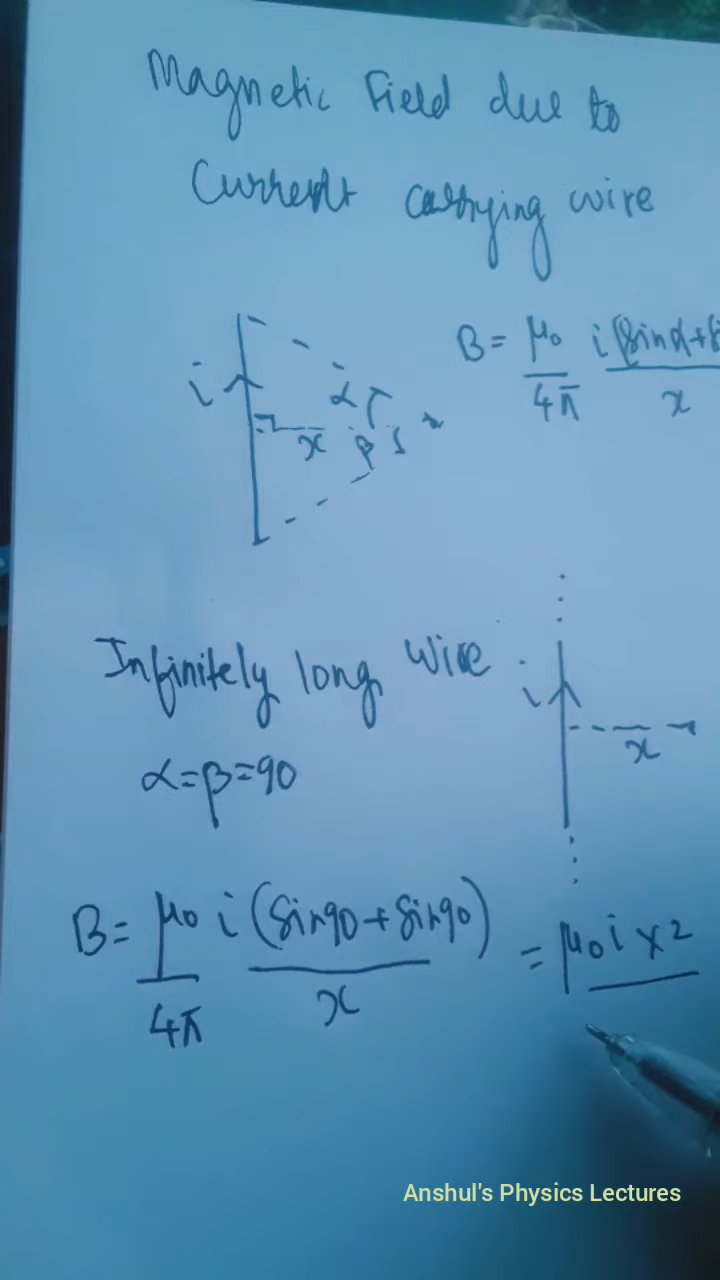 Magnetic Field due to
Current carrying wire
i
α
x
β
B = μ₀ i (sinα +
4π x
Infinitely long wire
i
x
α = β = 90
B = μ₀ i (sin90 + sin90) = μ₀ i × 2
4π x
Anshul's Physics Lectures